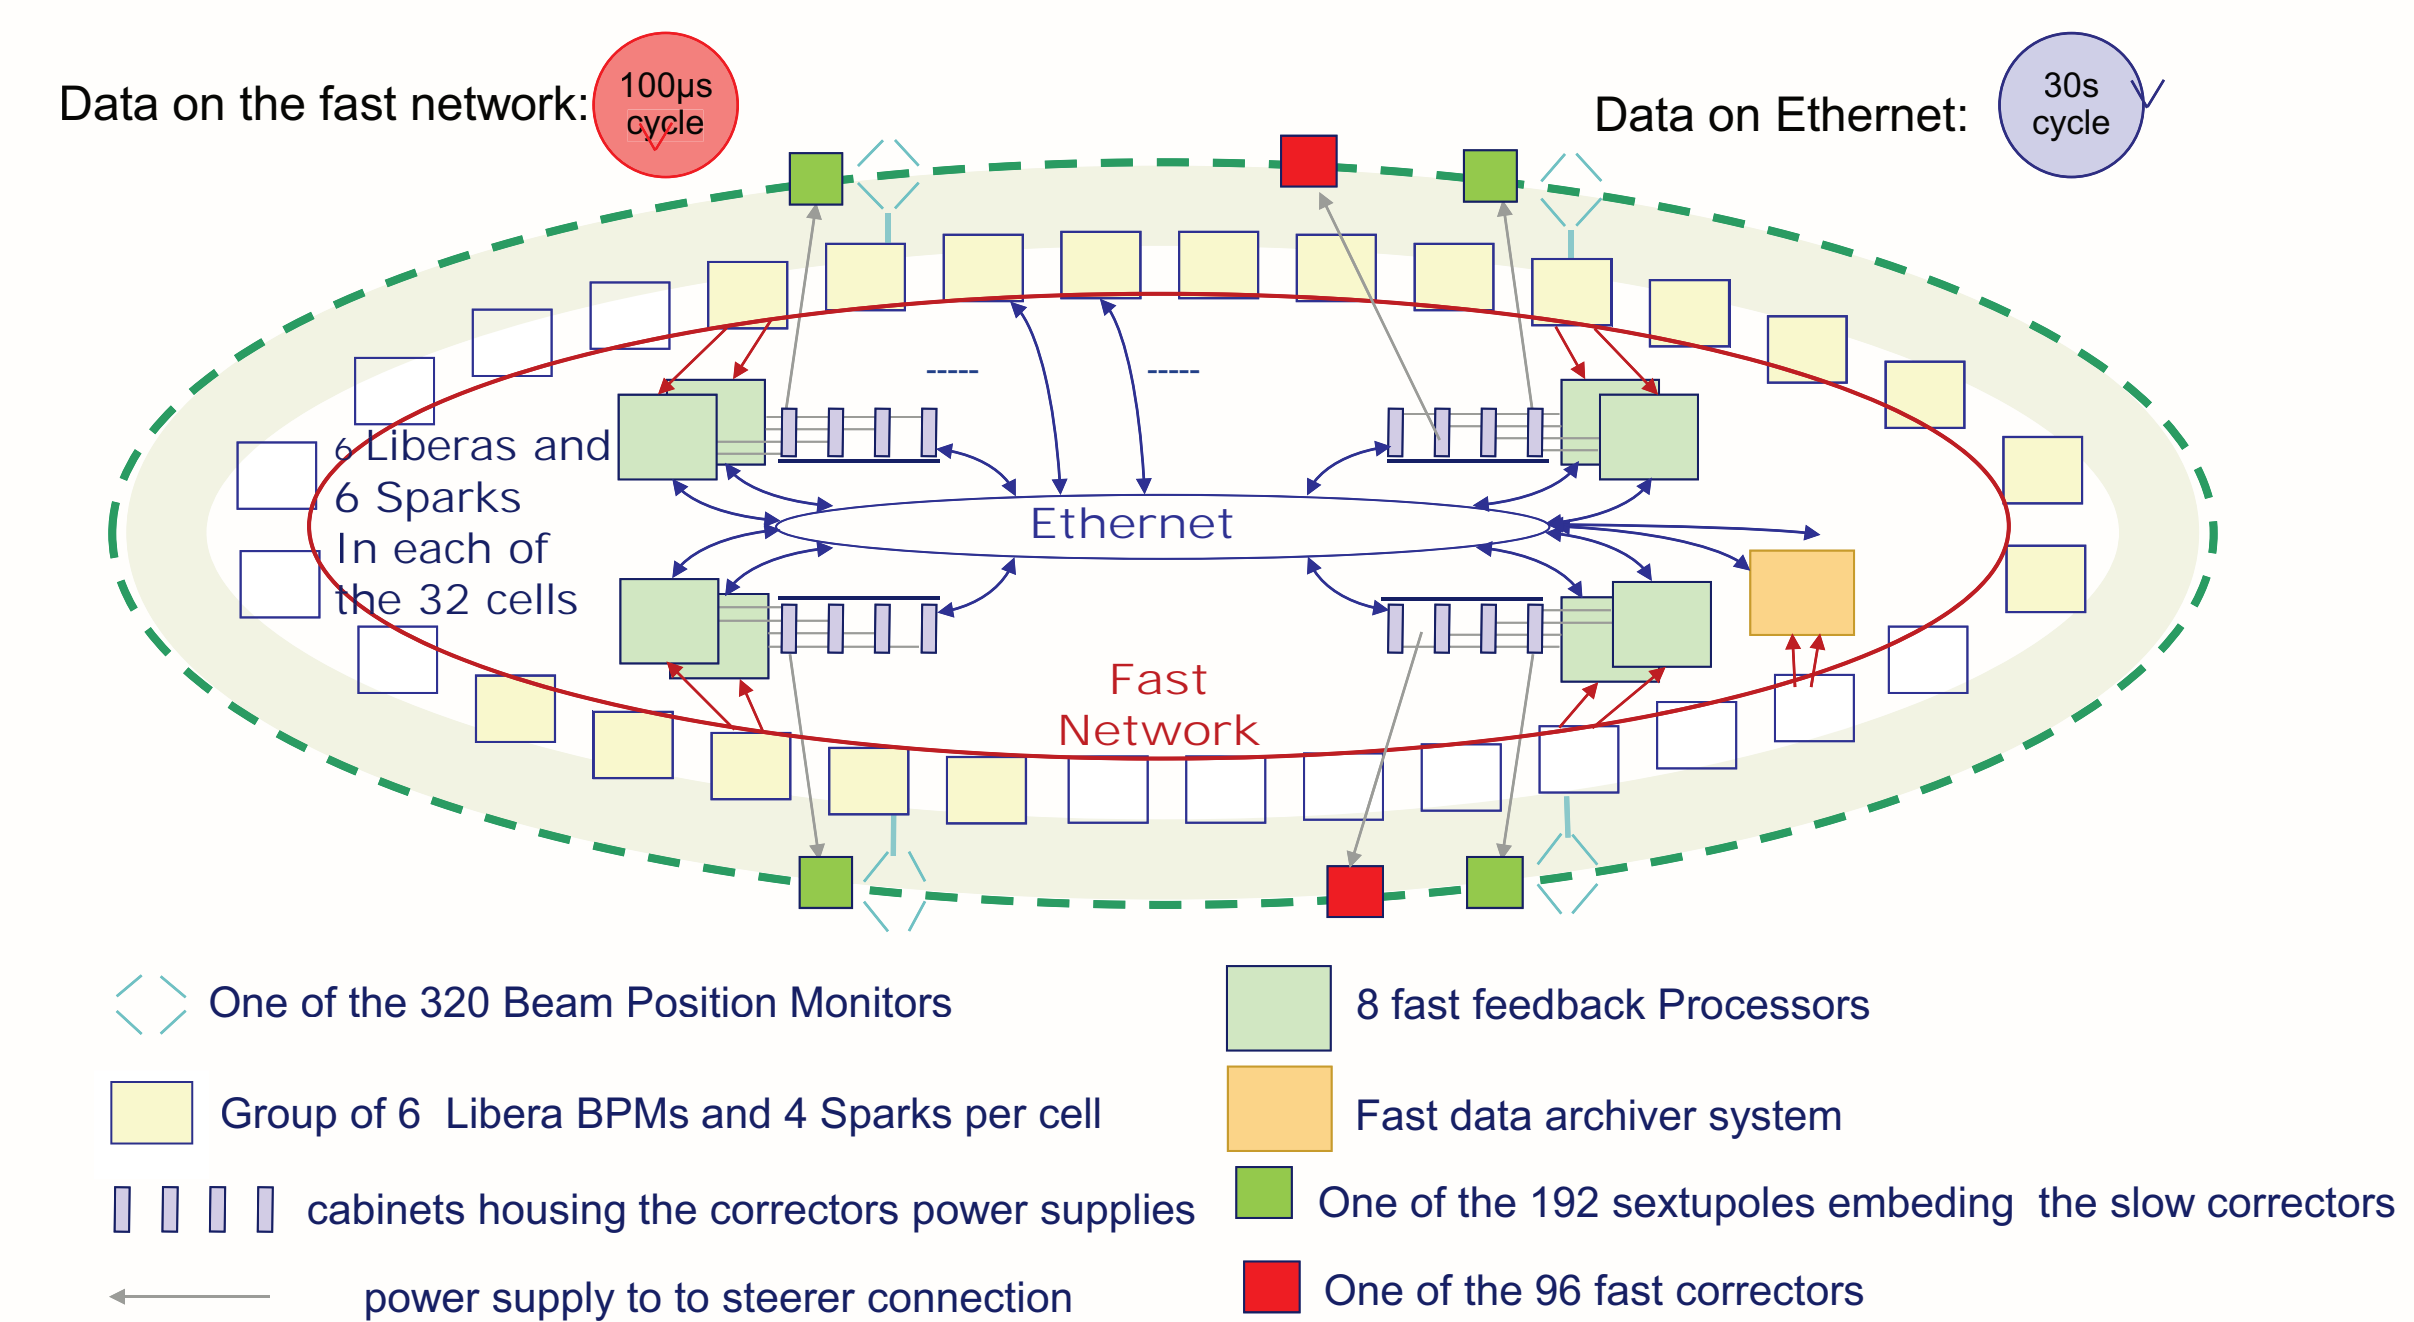 Data on the fast network:
100µs
cycle
Data on Ethernet:
30s
cycle
-----
-----
6 Liberas and
6 Sparks
In each of
the 32 cells
Ethernet
Fast
Network
One of the 320 Beam Position Monitors
8 fast feedback Processors
Group of 6 Libera BPMs and 4 Sparks per cell
Fast data archiver system
cabinets housing the correctors power supplies
One of the 192 sextupoles embeding the slow correctors
power supply to to steerer connection
One of the 96 fast correctors